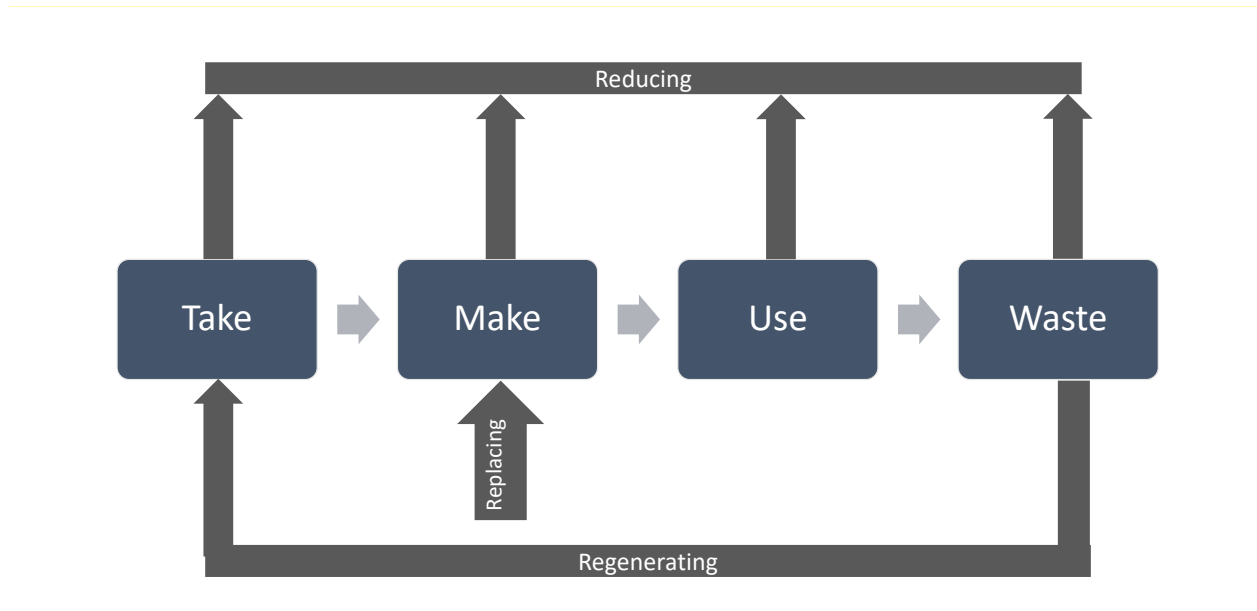 Reducing
Take
Make
Use
Waste
Replacing
Regenerating